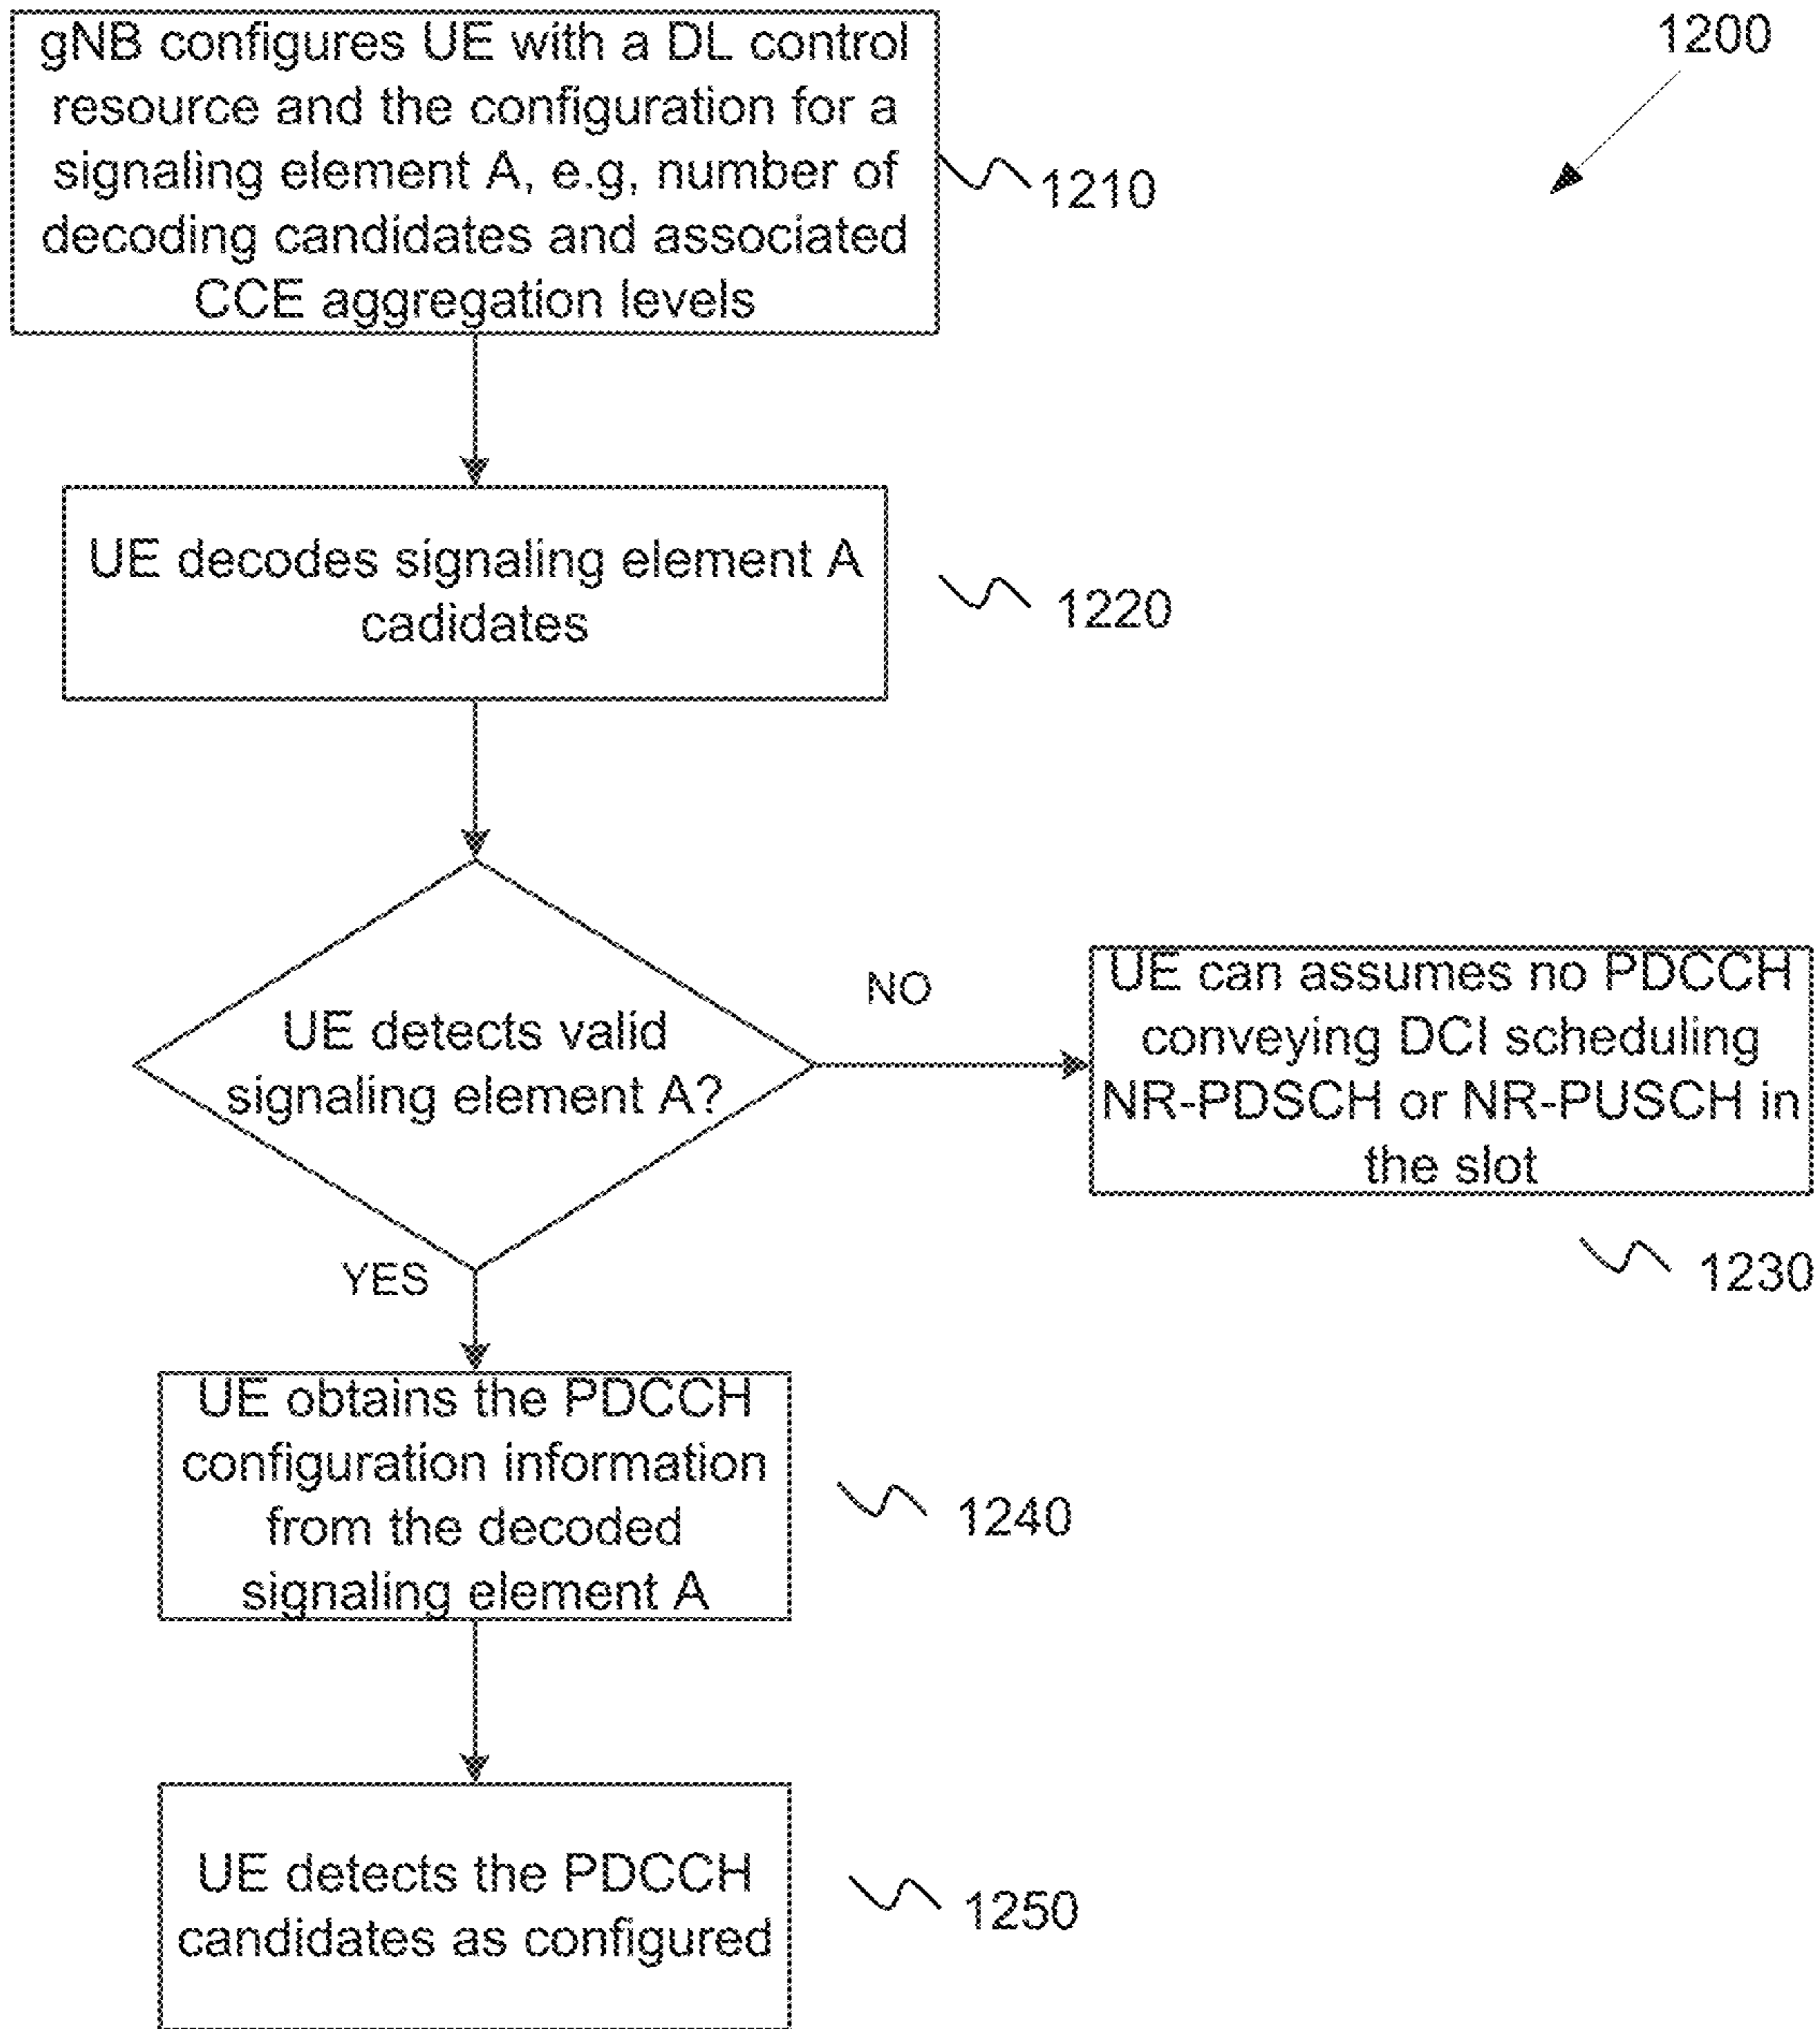 gNB configures UE with a DL control
resource and the configuration for a
signaling element A, e.g, number of
decoding candidates and associated
CCE aggregation levels
1200
1210
UE decodes signaling element A
cadidates
1220
UE detects valid
signaling element A?
NO
UE can assumes no PDCCH
conveying DCI scheduling
NR-PDSCH or NR-PUSCH in
the slot
1230
YES
UE obtains the PDCCH
configuration information
from the decoded
signaling element A
1240
UE detects the PDCCH
candidates as configured
1250